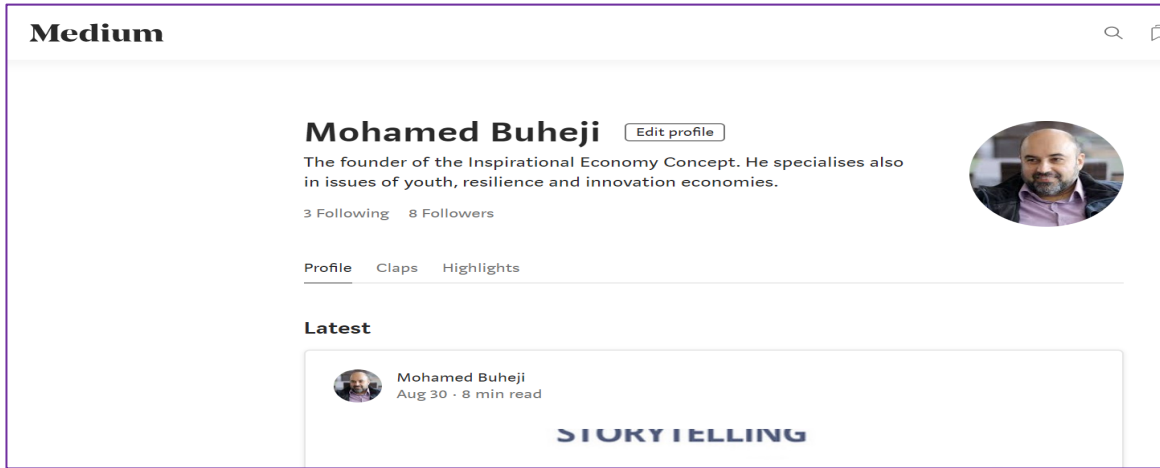 Medium
Mohamed Buheji Edit profile
The founder of the Inspirational Economy Concept. He specialises also
in issues of youth, resilience and innovation economies.
3 Following 8 Followers
Profile Claps Highlights
Latest
Mohamed Buheji
Aug 30 · 8 min read
STORYTELLING